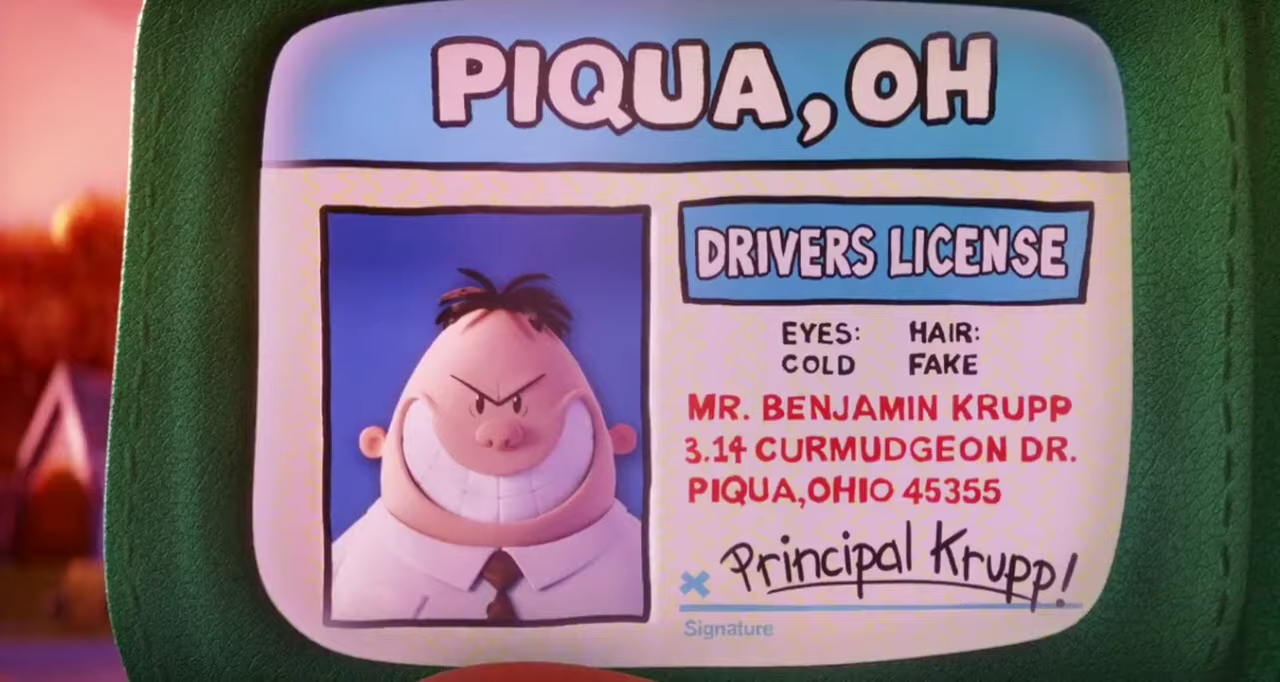 PIQUA, OH
DRIVERS LICENSE
EYES: HAIR:
COLD FAKE
MR. BENJAMIN KRUPP
3.14 CURMUDGEON DR.
PIQUA,OHIO 45355
x Principal Krupp!
Signature